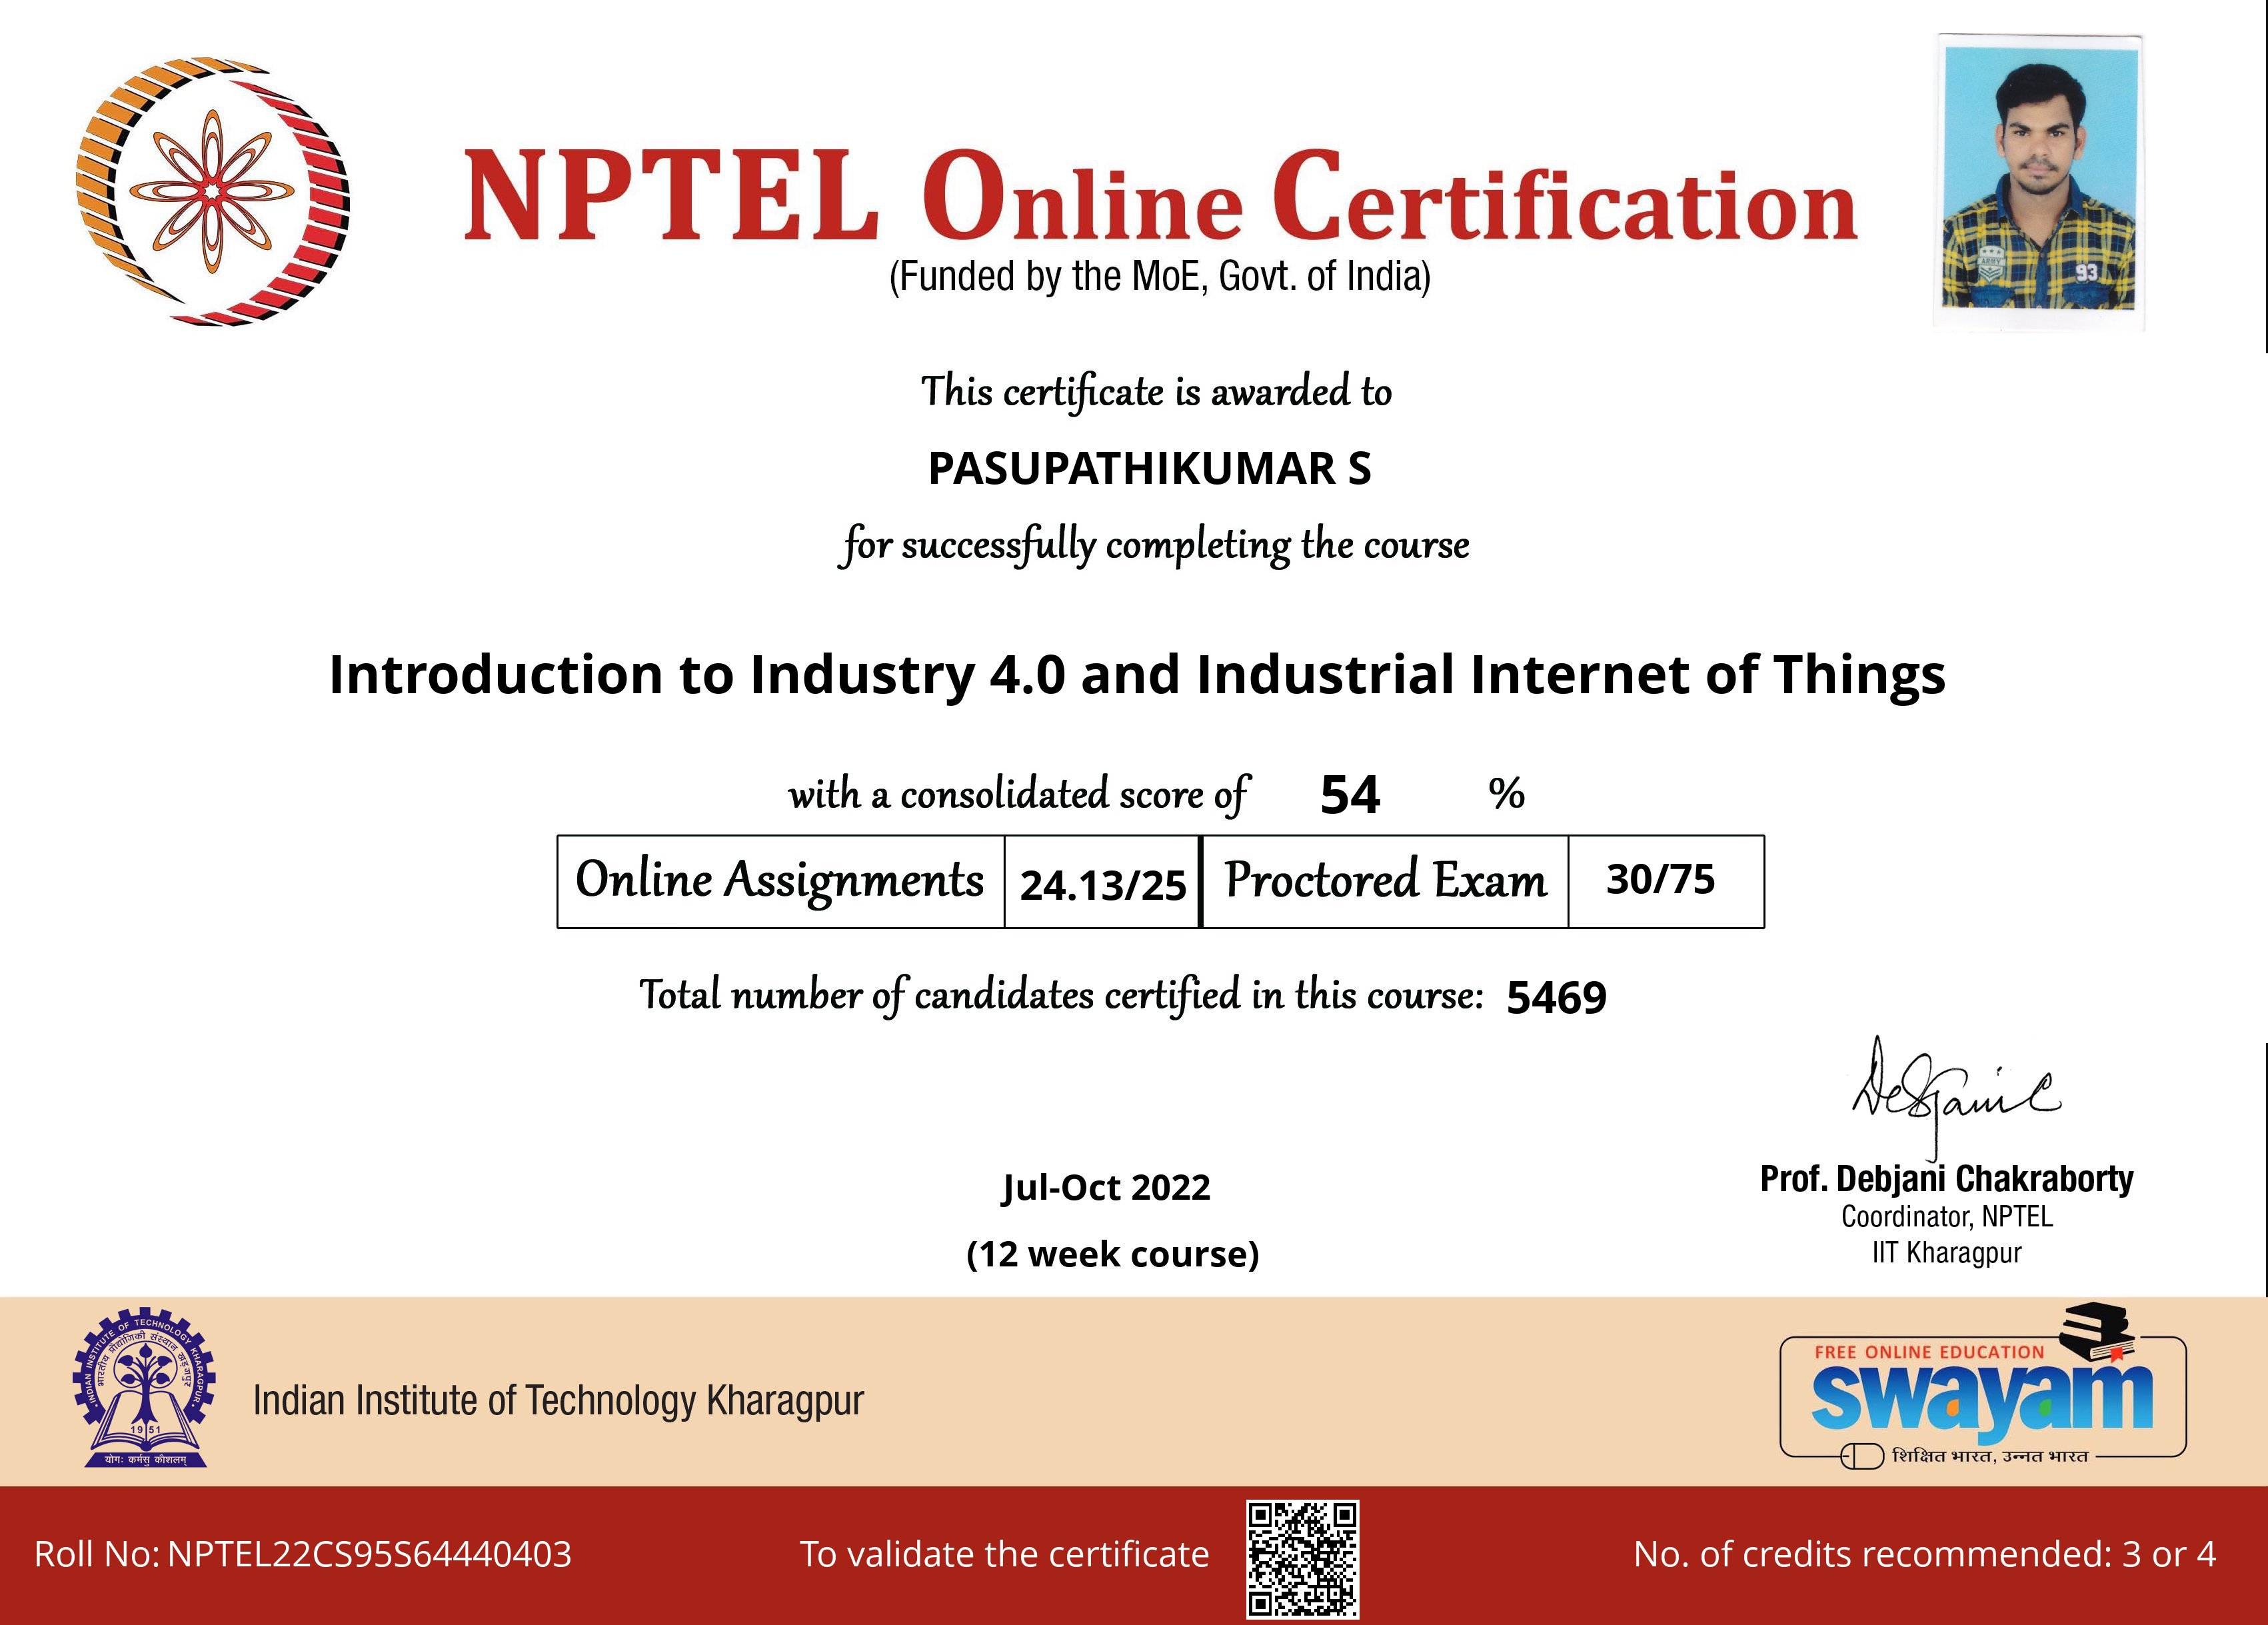 NPTEL Online Certification
(Funded by the MoE, Govt. of India)
ARMY
93
This certificate is awarded to
PASUPATHIKUMAR S
for successfully completing the course
Introduction to Industry 4.0 and Industrial Internet of Things
with a consolidated score of 54 %
Online Assignments 24.13/25 Proctored Exam 30/75
Total number of candidates certified in this course: 5469
Jul-Oct 2022
(12 week course)
Prof. Debjani Chakraborty
Coordinator, NPTEL
IIT Kharagpur
INDIAN INSTITUTE OF TECHNOLOGY KHARAGPUR
भारतीय प्रौद्योगिकी संस्थान खड़गपुर
1951
योगः कर्मसु कौशलम्
Indian Institute of Technology Kharagpur
FREE ONLINE EDUCATION
swayam
शिक्षित भारत, उन्नत भारत
Roll No: NPTEL22CS95S64440403
To validate the certificate
No. of credits recommended: 3 or 4